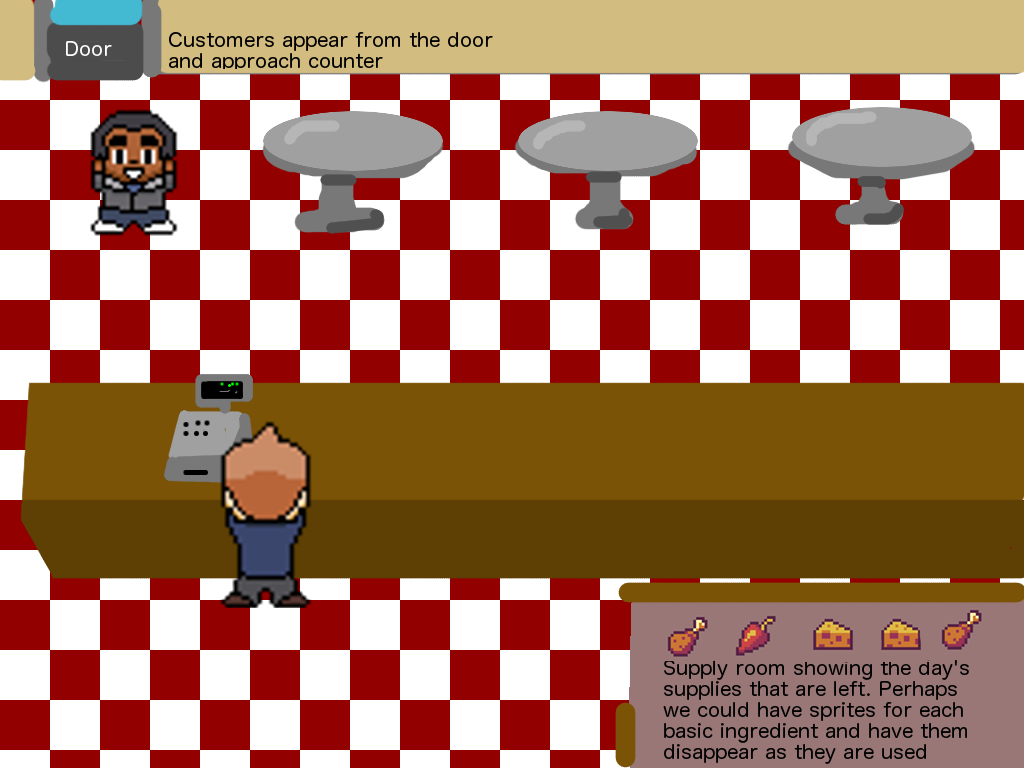 Door
Customers appear from the door
and approach counter
Supply room showing the day's
supplies that are left. Perhaps
we could have sprites for each
basic ingredient and have them
disappear as they are used